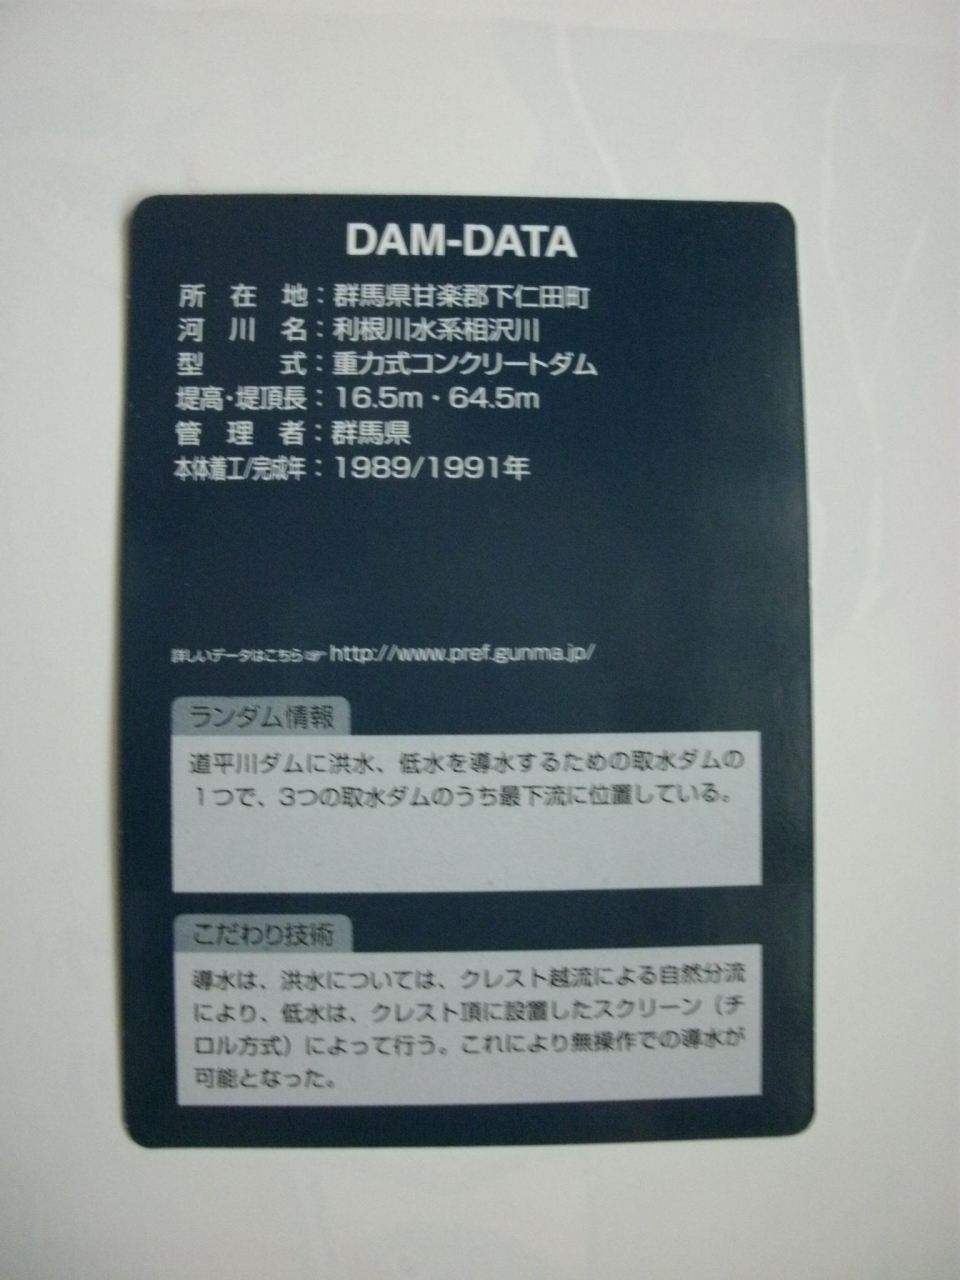 DAM-DATA
所在地：群馬県甘楽郡下仁田町
河川名：利根川水系相沢川
型式：重力式コンクリートダム
堤高・堤頂長：16.5m・64.5m
管理者：群馬県
本体着工/完成年：1989/1991年
詳しいデータはこちら☞ http://www.pref.gunma.jp/
ランダム情報
道平川ダムに洪水、低水を導水するための取水ダムの
1つで、3つの取水ダムのうち最下流に位置している。
こだわり技術
導水は、洪水については、クレスト越流による自然分流
により、低水は、クレスト頂に設置したスクリーン（チ
ロル方式）によって行う。これにより無操作での導水が
可能となった。